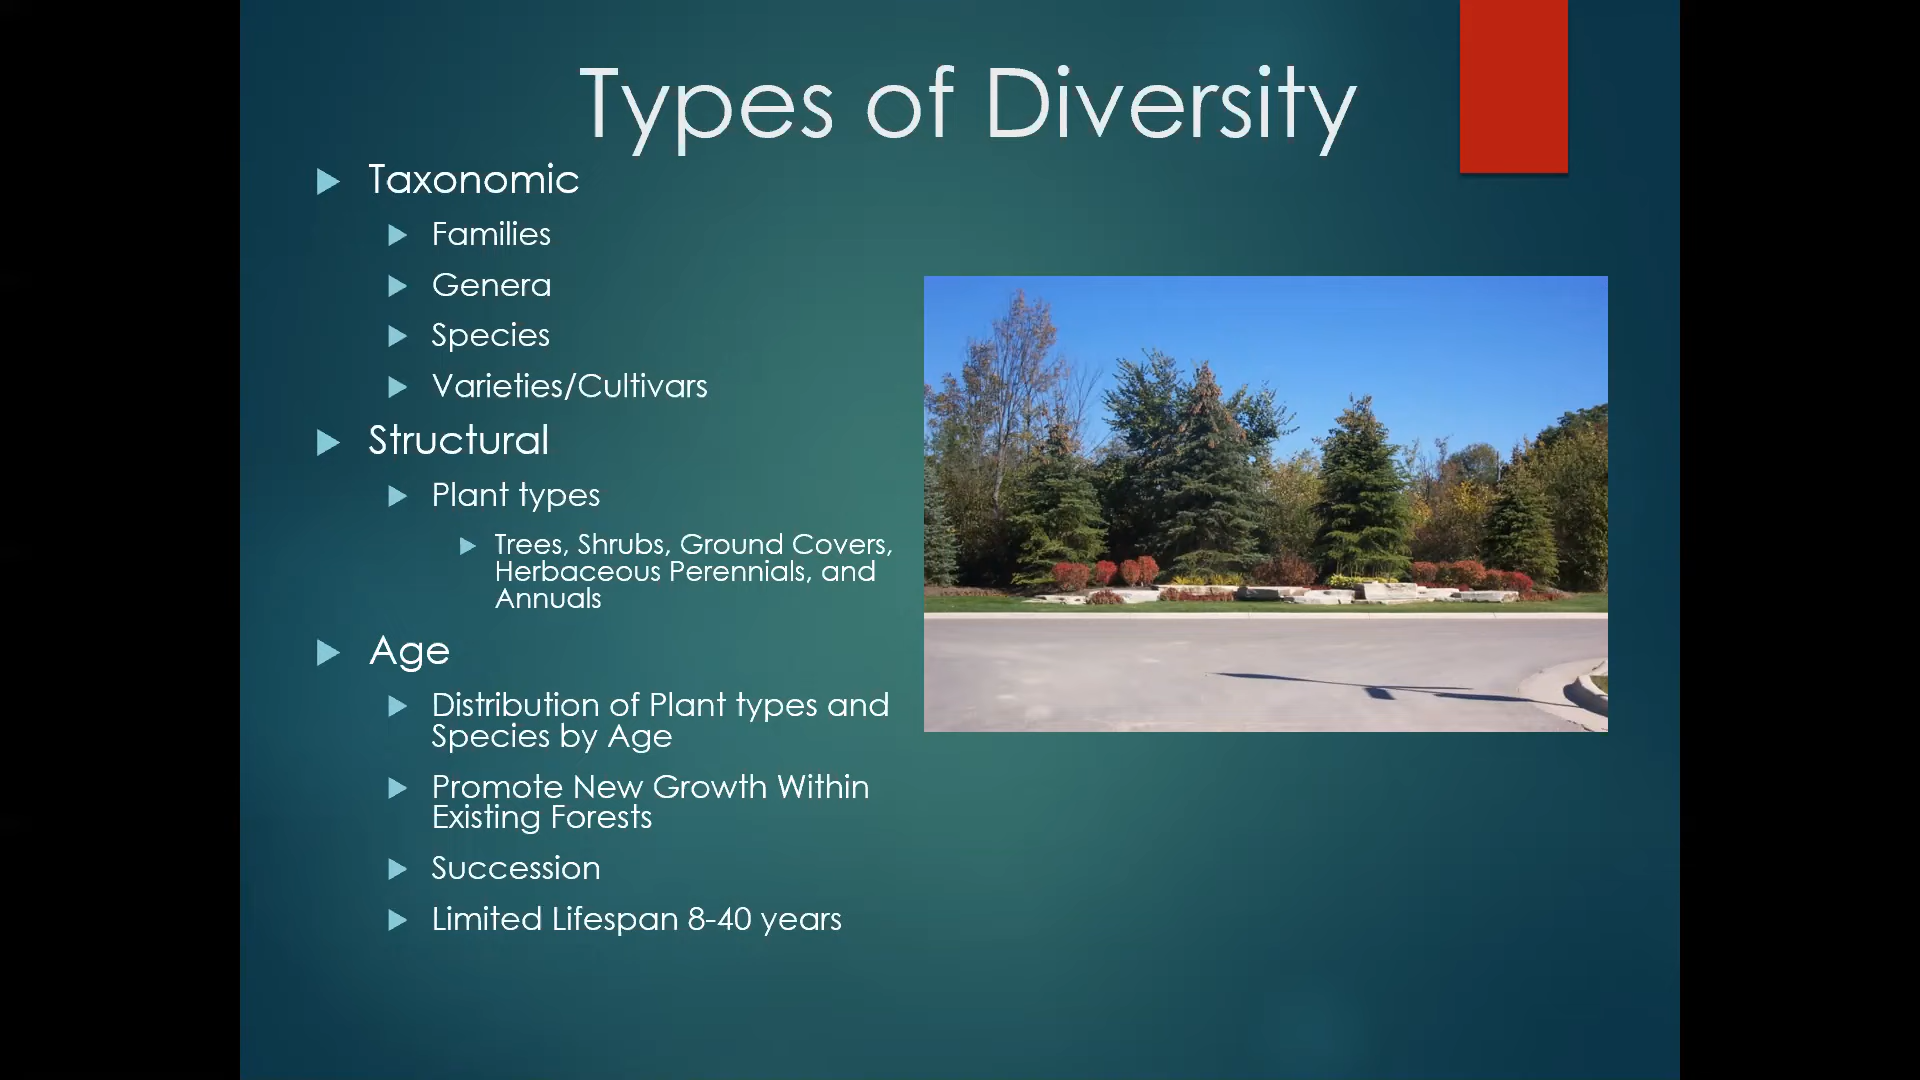 Types of Diversity
Taxonomic
Families
Genera
Species
Varieties/Cultivars
Structural
Plant types
Trees, Shrubs, Ground Covers,
Herbaceous Perennials, and
Annuals
Age
Distribution of Plant types and
Species by Age
Promote New Growth Within
Existing Forests
Succession
Limited Lifespan 8-40 years